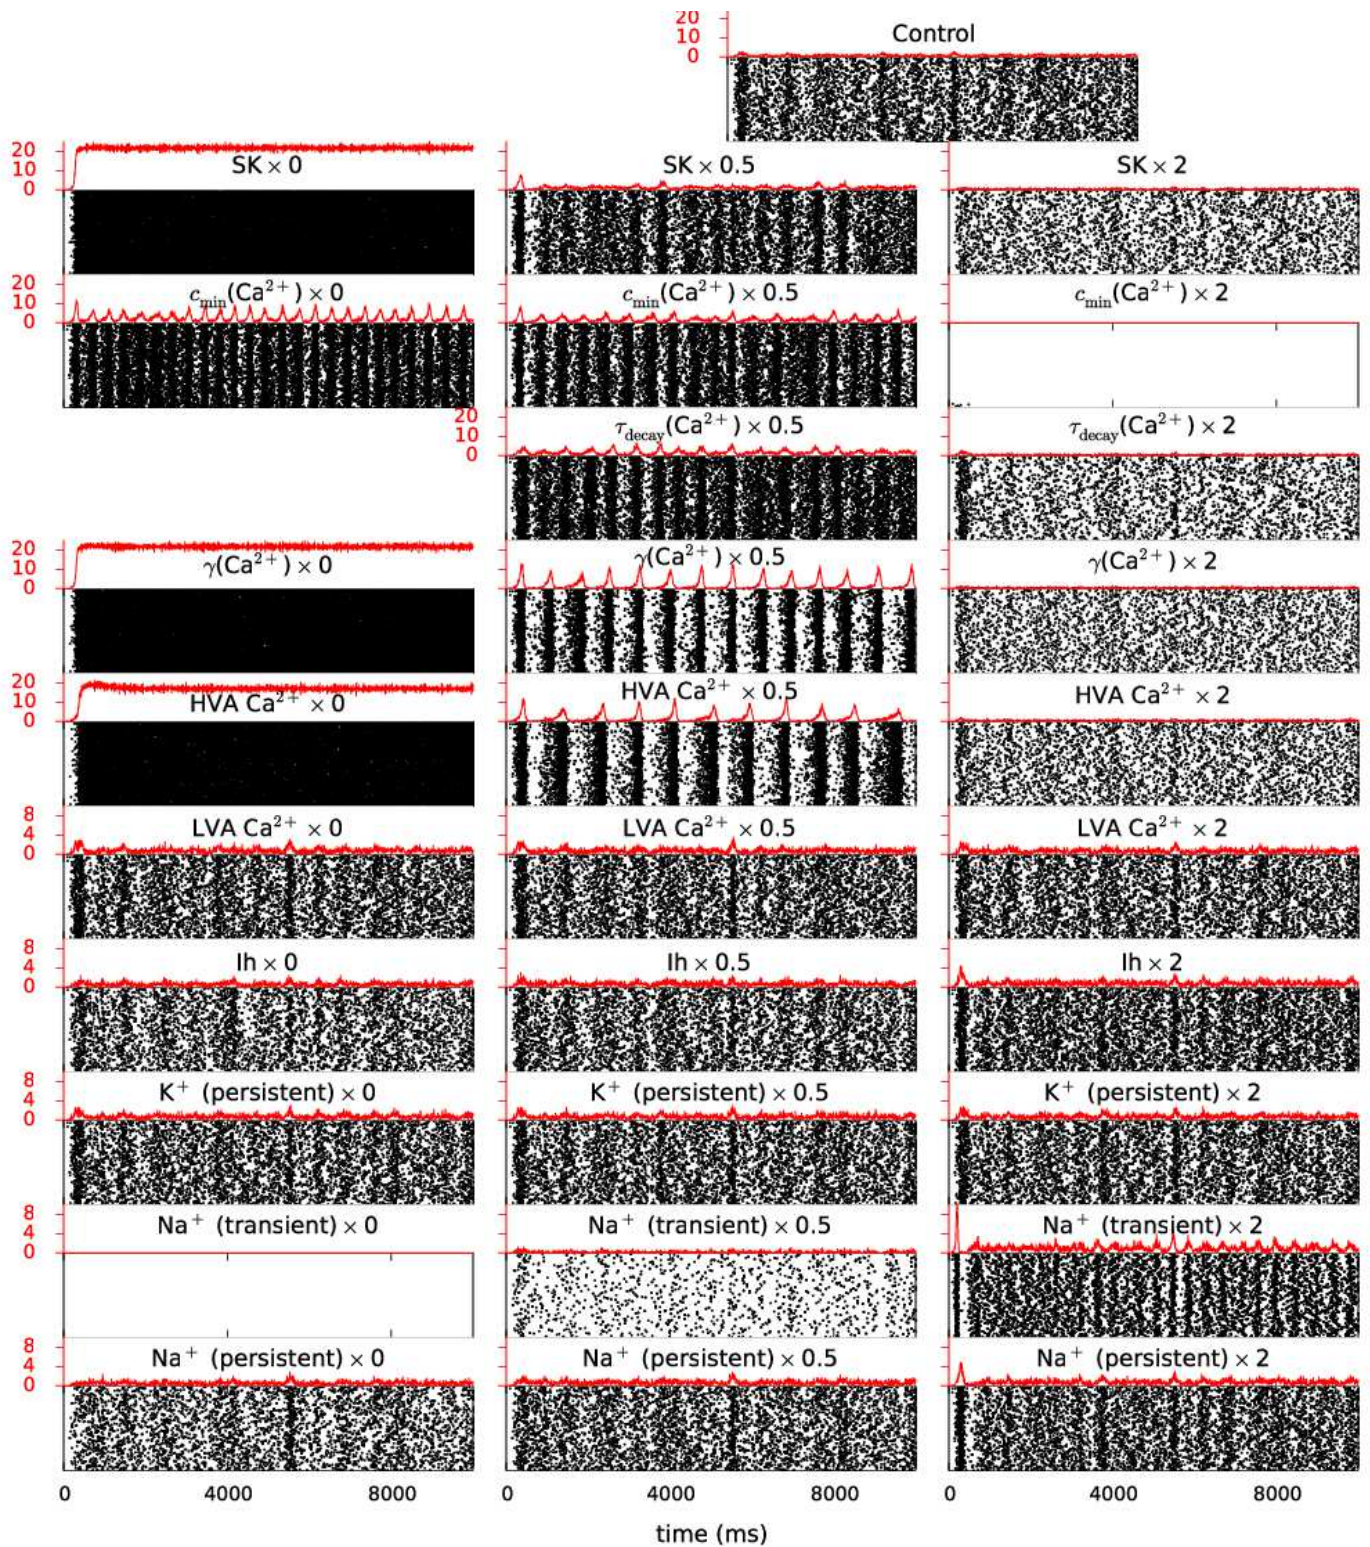 20
10
0
Control
20
10
0
SK × 0
SK × 0.5
SK × 2
20
10
0
c_min(Ca²⁺) × 0
c_min(Ca²⁺) × 0.5
c_min(Ca²⁺) × 2
20
10
0
τ_decay(Ca²⁺) × 0.5
τ_decay(Ca²⁺) × 2
20
10
0
γ(Ca²⁺) × 0
γ(Ca²⁺) × 0.5
γ(Ca²⁺) × 2
20
10
0
HVA Ca²⁺ × 0
HVA Ca²⁺ × 0.5
HVA Ca²⁺ × 2
8
4
0
LVA Ca²⁺ × 0
LVA Ca²⁺ × 0.5
LVA Ca²⁺ × 2
8
4
0
Ih × 0
Ih × 0.5
Ih × 2
8
4
0
K⁺ (persistent) × 0
K⁺ (persistent) × 0.5
K⁺ (persistent) × 2
8
4
0
Na⁺ (transient) × 0
Na⁺ (transient) × 0.5
Na⁺ (transient) × 2
8
4
0
Na⁺ (persistent) × 0
Na⁺ (persistent) × 0.5
Na⁺ (persistent) × 2
0 4000 8000 0 4000 8000 0 4000 8000
time (ms)